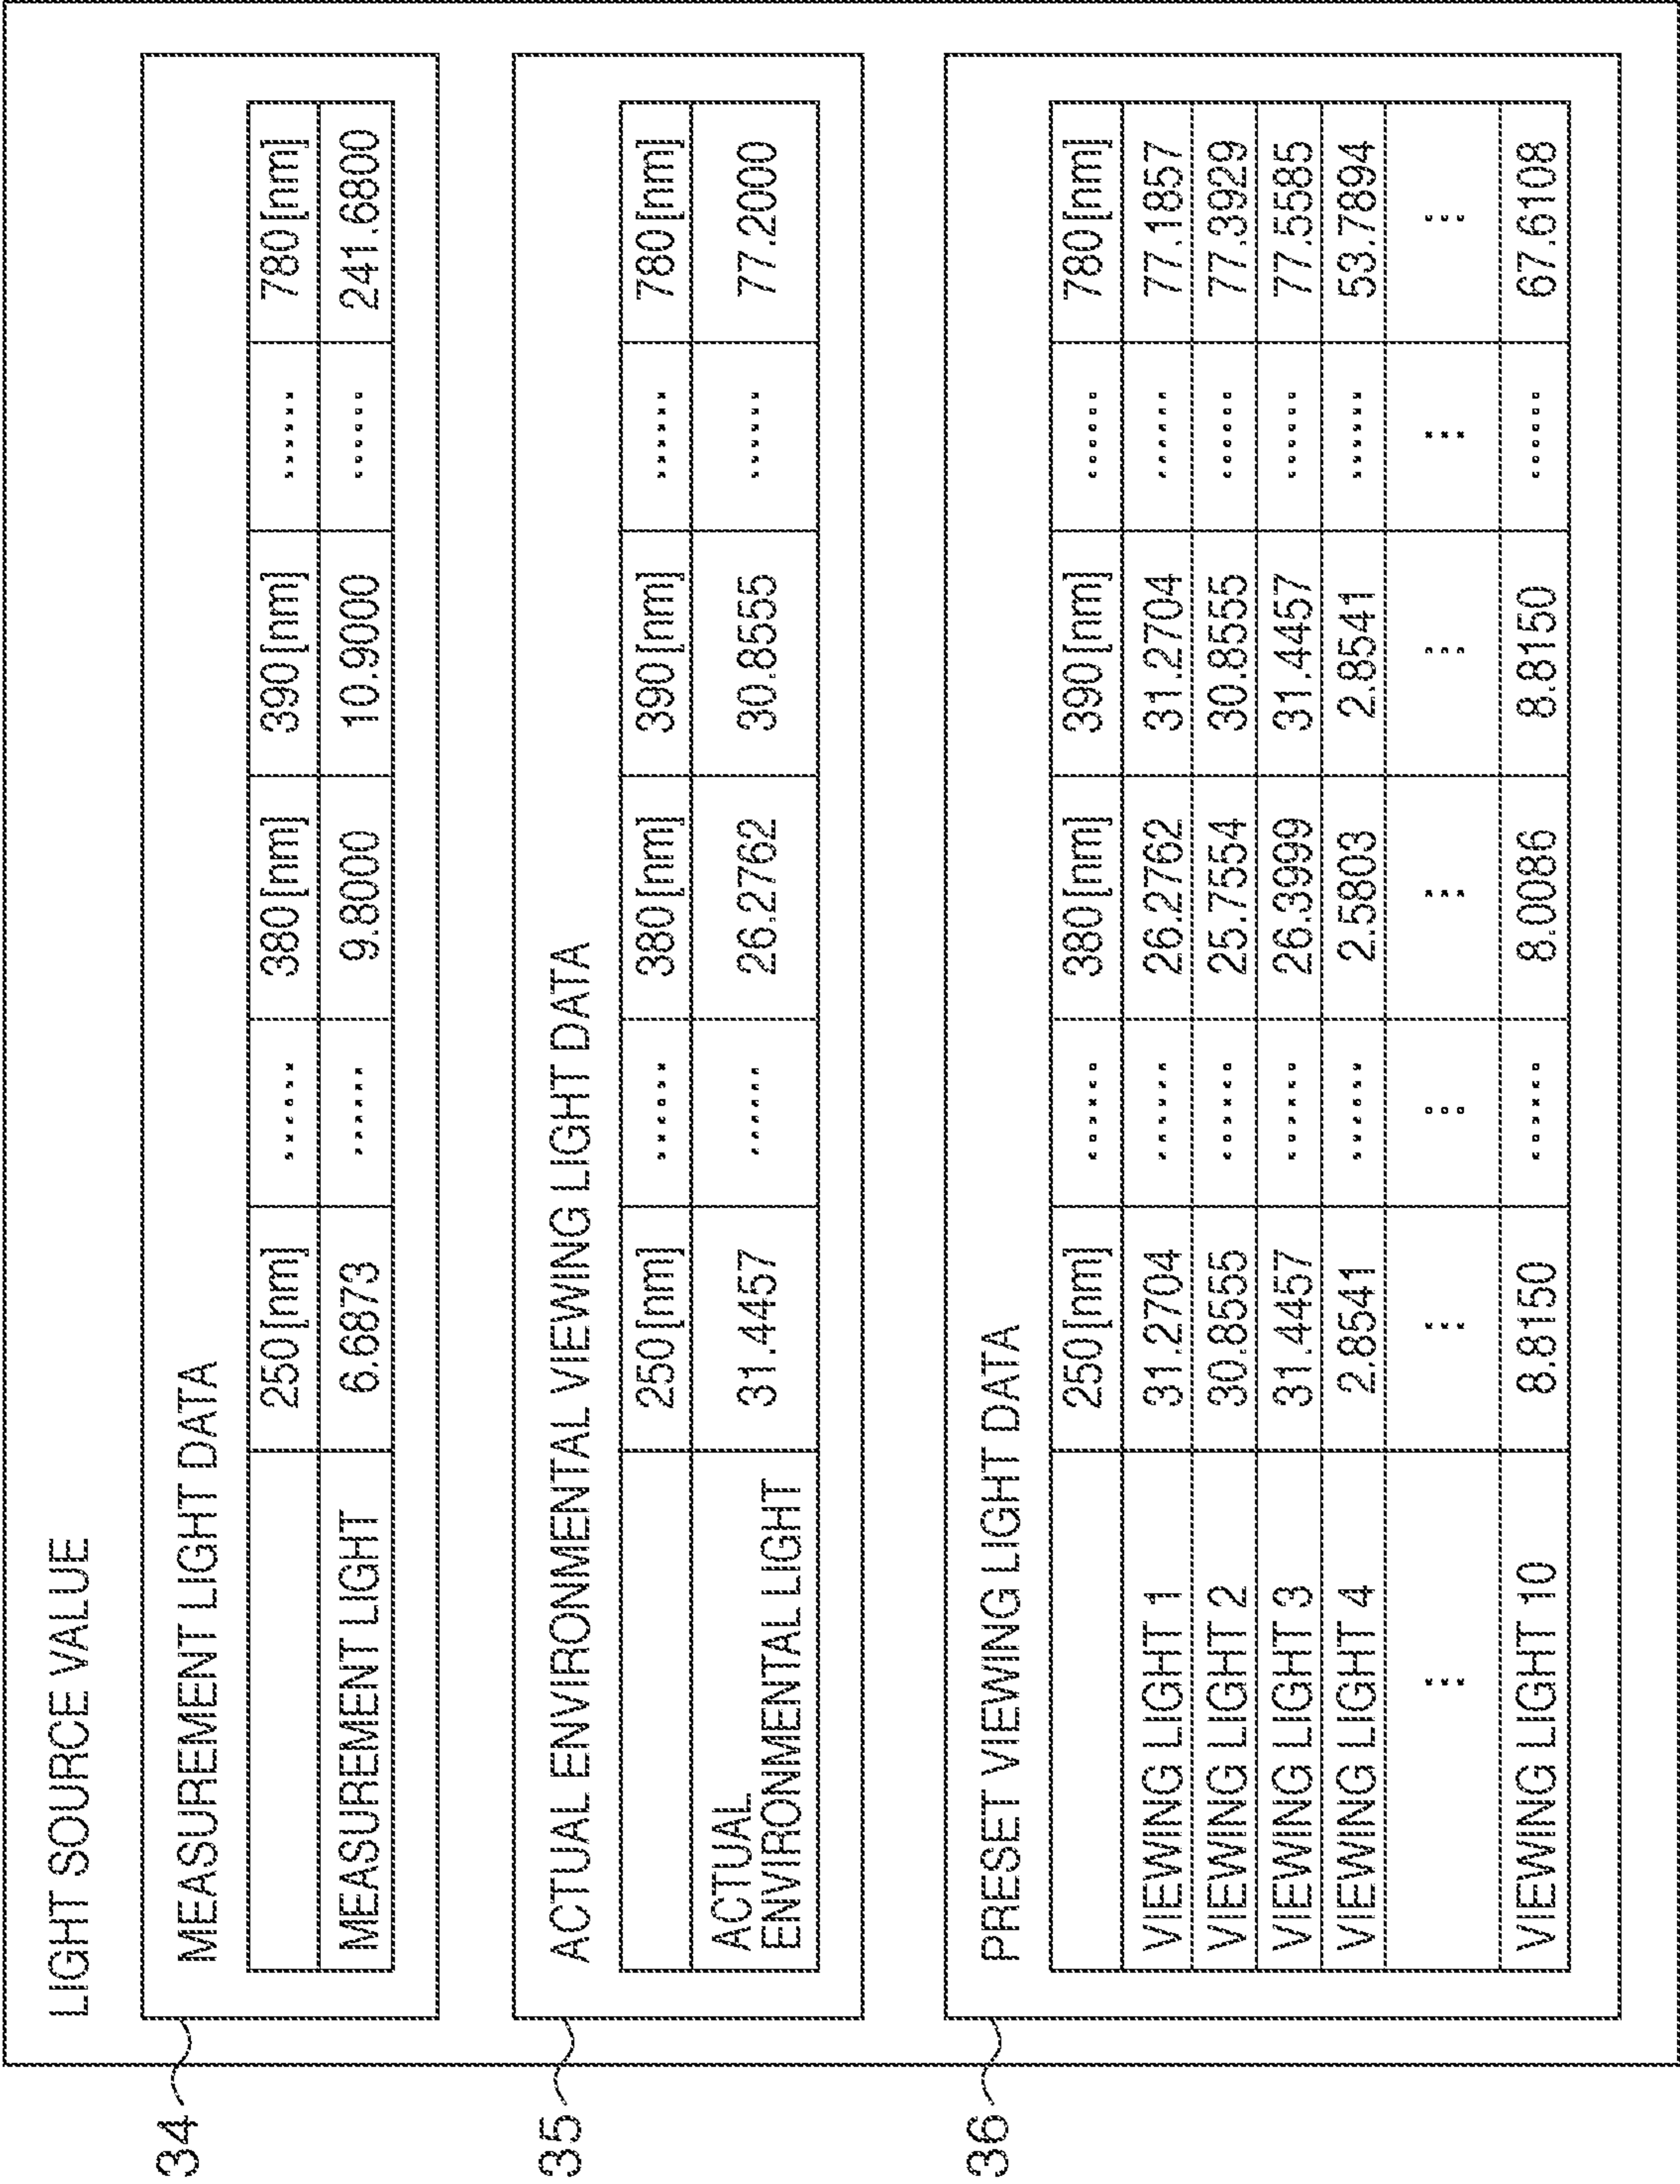 LIGHT SOURCE VALUE
34
MEASUREMENT LIGHT DATA
250[nm] ...... 380[nm] 390[nm] ...... 780[nm]
MEASUREMENT LIGHT 6.6873 ...... 9.8000 10.9000 ...... 241.6800
35
ACTUAL ENVIRONMENTAL VIEWING LIGHT DATA
250[nm] ...... 380[nm] 390[nm] ...... 780[nm]
ACTUAL
ENVIRONMENTAL LIGHT 31.4457 ...... 26.2762 30.8555 ...... 77.2000
36
PRESET VIEWING LIGHT DATA
250[nm] ...... 380[nm] 390[nm] ...... 780[nm]
VIEWING LIGHT 1 31.2704 ...... 26.2762 31.2704 ...... 77.1857
VIEWING LIGHT 2 30.8555 ...... 25.7554 30.8555 ...... 77.3929
VIEWING LIGHT 3 31.4457 ...... 26.3999 31.4457 ...... 77.5585
VIEWING LIGHT 4 2.8541 ...... 2.5803 2.8541 ...... 53.7894
⋮ ⋮ ⋮ ⋮ ⋮ ⋮ ⋮
VIEWING LIGHT 10 8.8150 ...... 8.0086 8.8150 ...... 67.6108